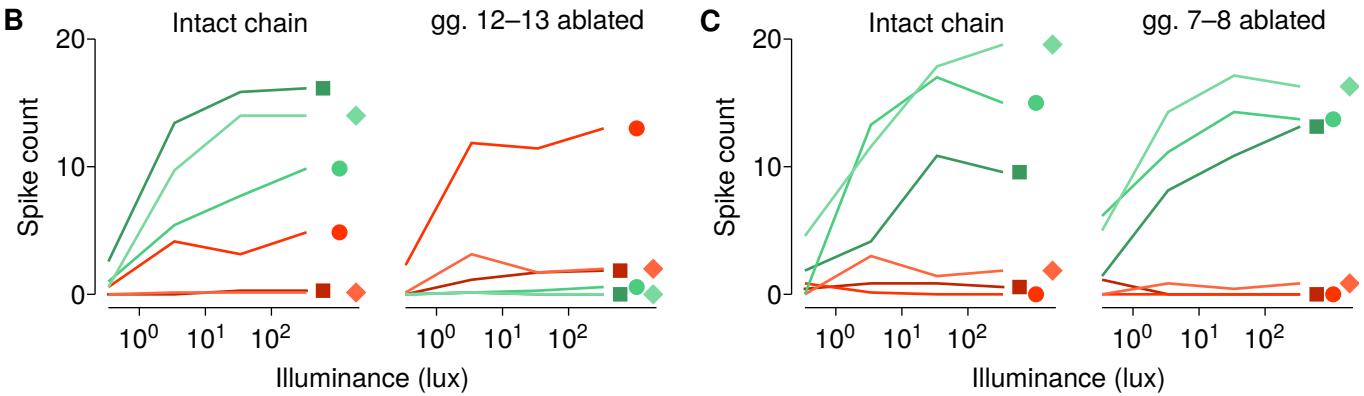 B
Intact chain
gg. 12–13 ablated
Spike count
20
10
0
10⁰ 10¹ 10²
10⁰ 10¹ 10²
Illuminance (lux)
C
Intact chain
gg. 7–8 ablated
Spike count
20
10
0
10⁰ 10¹ 10²
10⁰ 10¹ 10²
Illuminance (lux)